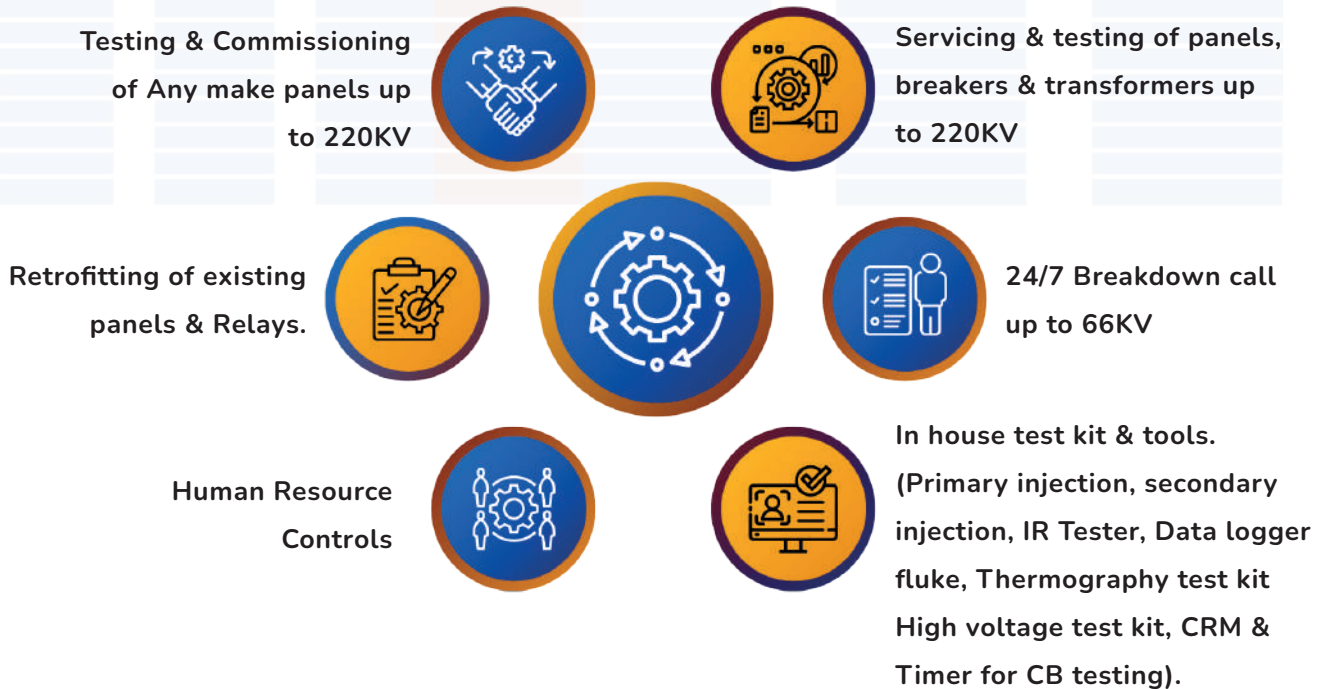 Testing & Commissioning
of Any make panels up
to 220KV
Servicing & testing of panels,
breakers & transformers up
to 220KV
Retrofitting of existing
panels & Relays.
24/7 Breakdown call
up to 66KV
Human Resource
Controls
In house test kit & tools.
(Primary injection, secondary
injection, IR Tester, Data logger
fluke, Thermography test kit
High voltage test kit, CRM &
Timer for CB testing).